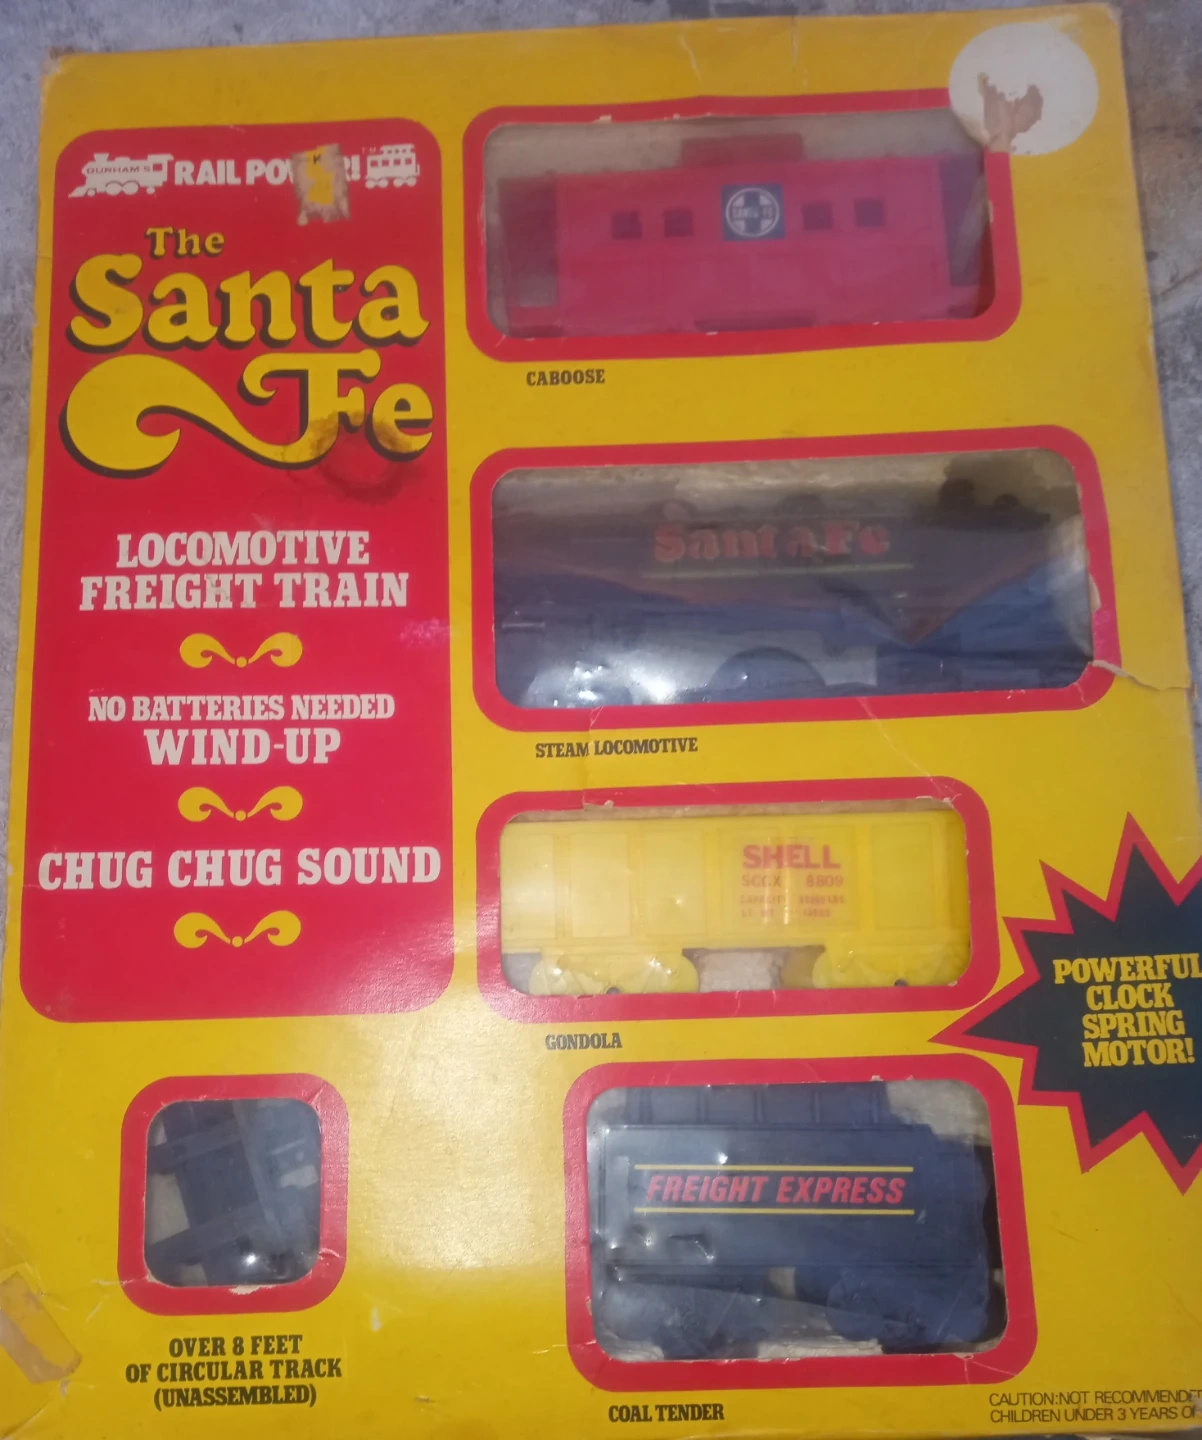 DURHAM'S RAIL
The
Santa
Fe
LOCOMOTIVE
FREIGHT TRAIN
NO BATTERIES NEEDED
WIND-UP
CHUG CHUG SOUND
SANTA FE
CABOOSE
Santa Fe
STEAM LOCOMOTIVE
SHELL
SCCX 8809
GONDOLA
POWERFUL
CLOCK
SPRING
MOTOR!
OVER 8 FEET
OF CIRCULAR TRACK
(UNASSEMBLED)
FREIGHT EXPRESS
COAL TENDER
CAUTION:NOT RECOMMENDE
CHILDREN UNDER 3 YEARS O